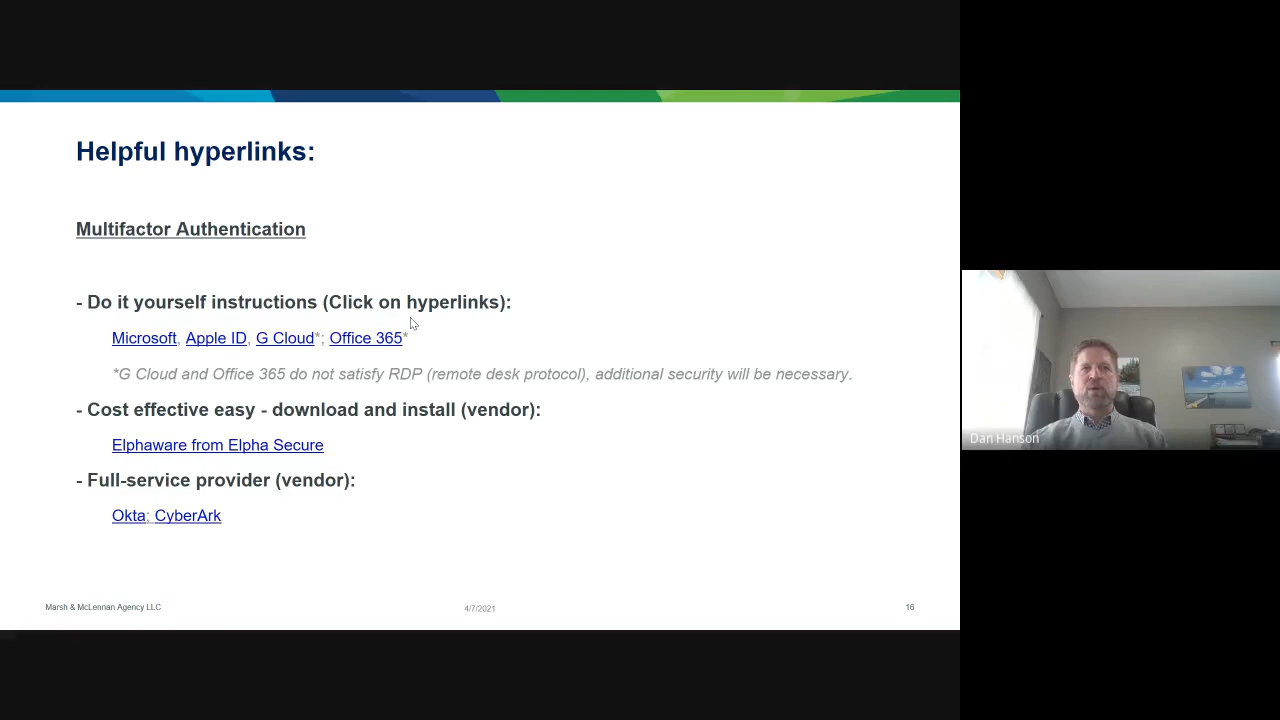 Helpful hyperlinks:
Multifactor Authentication
- Do it yourself instructions (Click on hyperlinks):
Microsoft, Apple ID, G Cloud*; Office 365*
*G Cloud and Office 365 do not satisfy RDP (remote desk protocol), additional security will be necessary.
- Cost effective easy - download and install (vendor):
Elphaware from Elpha Secure
- Full-service provider (vendor):
Okta; CyberArk
Marsh & McLennan Agency LLC
4/7/2021
16
Dan Hanson